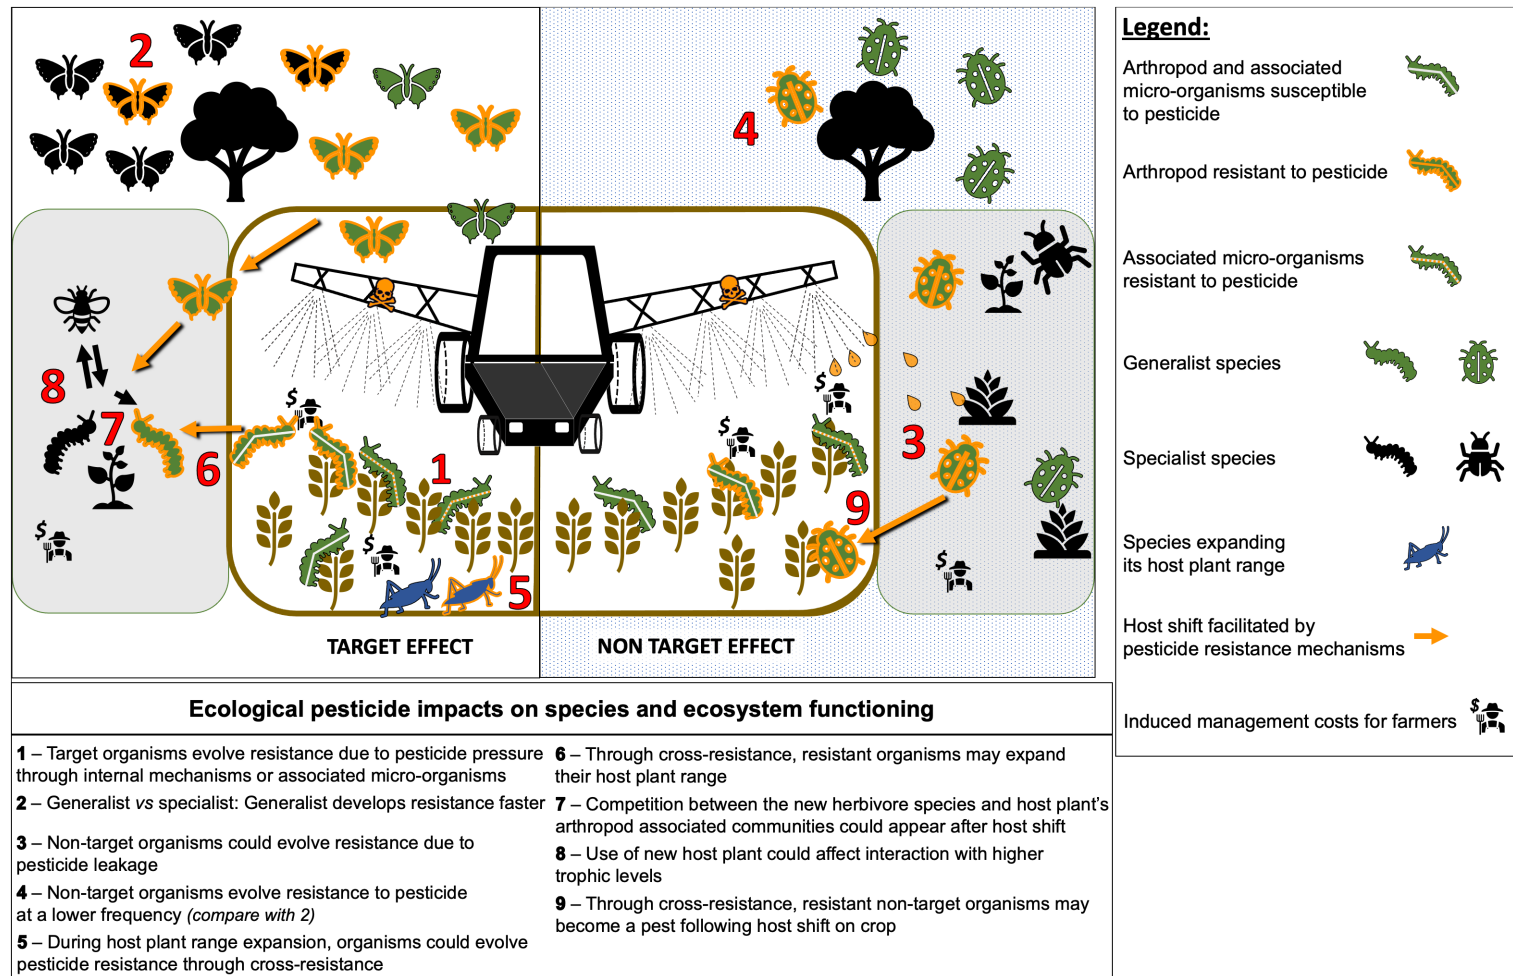 2
4
8
7
6
1
3
9
5
$
$
$
$
$
$
TARGET EFFECT
NON TARGET EFFECT
Legend:
Arthropod and associated
micro-organisms susceptible
to pesticide
Arthropod resistant to pesticide
Associated micro-organisms
resistant to pesticide
Generalist species
Specialist species
Species expanding
its host plant range
Host shift facilitated by
pesticide resistance mechanisms
Induced management costs for farmers
$
Ecological pesticide impacts on species and ecosystem functioning
1 – Target organisms evolve resistance due to pesticide pressure
through internal mechanisms or associated micro-organisms
2 – Generalist vs specialist: Generalist develops resistance faster
3 – Non-target organisms could evolve resistance due to
pesticide leakage
4 – Non-target organisms evolve resistance to pesticide
at a lower frequency (compare with 2)
5 – During host plant range expansion, organisms could evolve
pesticide resistance through cross-resistance
6 – Through cross-resistance, resistant organisms may expand
their host plant range
7 – Competition between the new herbivore species and host plant's
arthropod associated communities could appear after host shift
8 – Use of new host plant could affect interaction with higher
trophic levels
9 – Through cross-resistance, resistant non-target organisms may
become a pest following host shift on crop